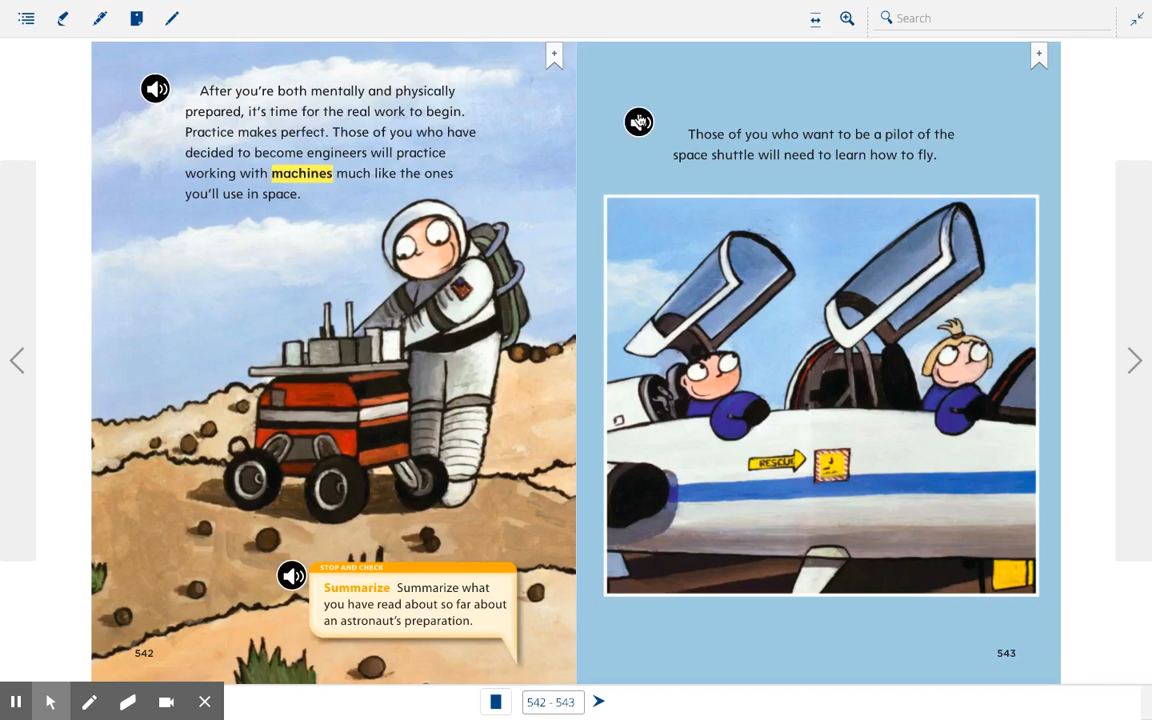 Search
After you're both mentally and physically
prepared, it's time for the real work to begin.
Practice makes perfect. Those of you who have
decided to become engineers will practice
working with machines much like the ones
you'll use in space.
STOP AND CHECK
Summarize Summarize what
you have read about so far about
an astronaut's preparation.
542
Those of you who want to be a pilot of the
space shuttle will need to learn how to fly.
RESCUE
543
542 - 543